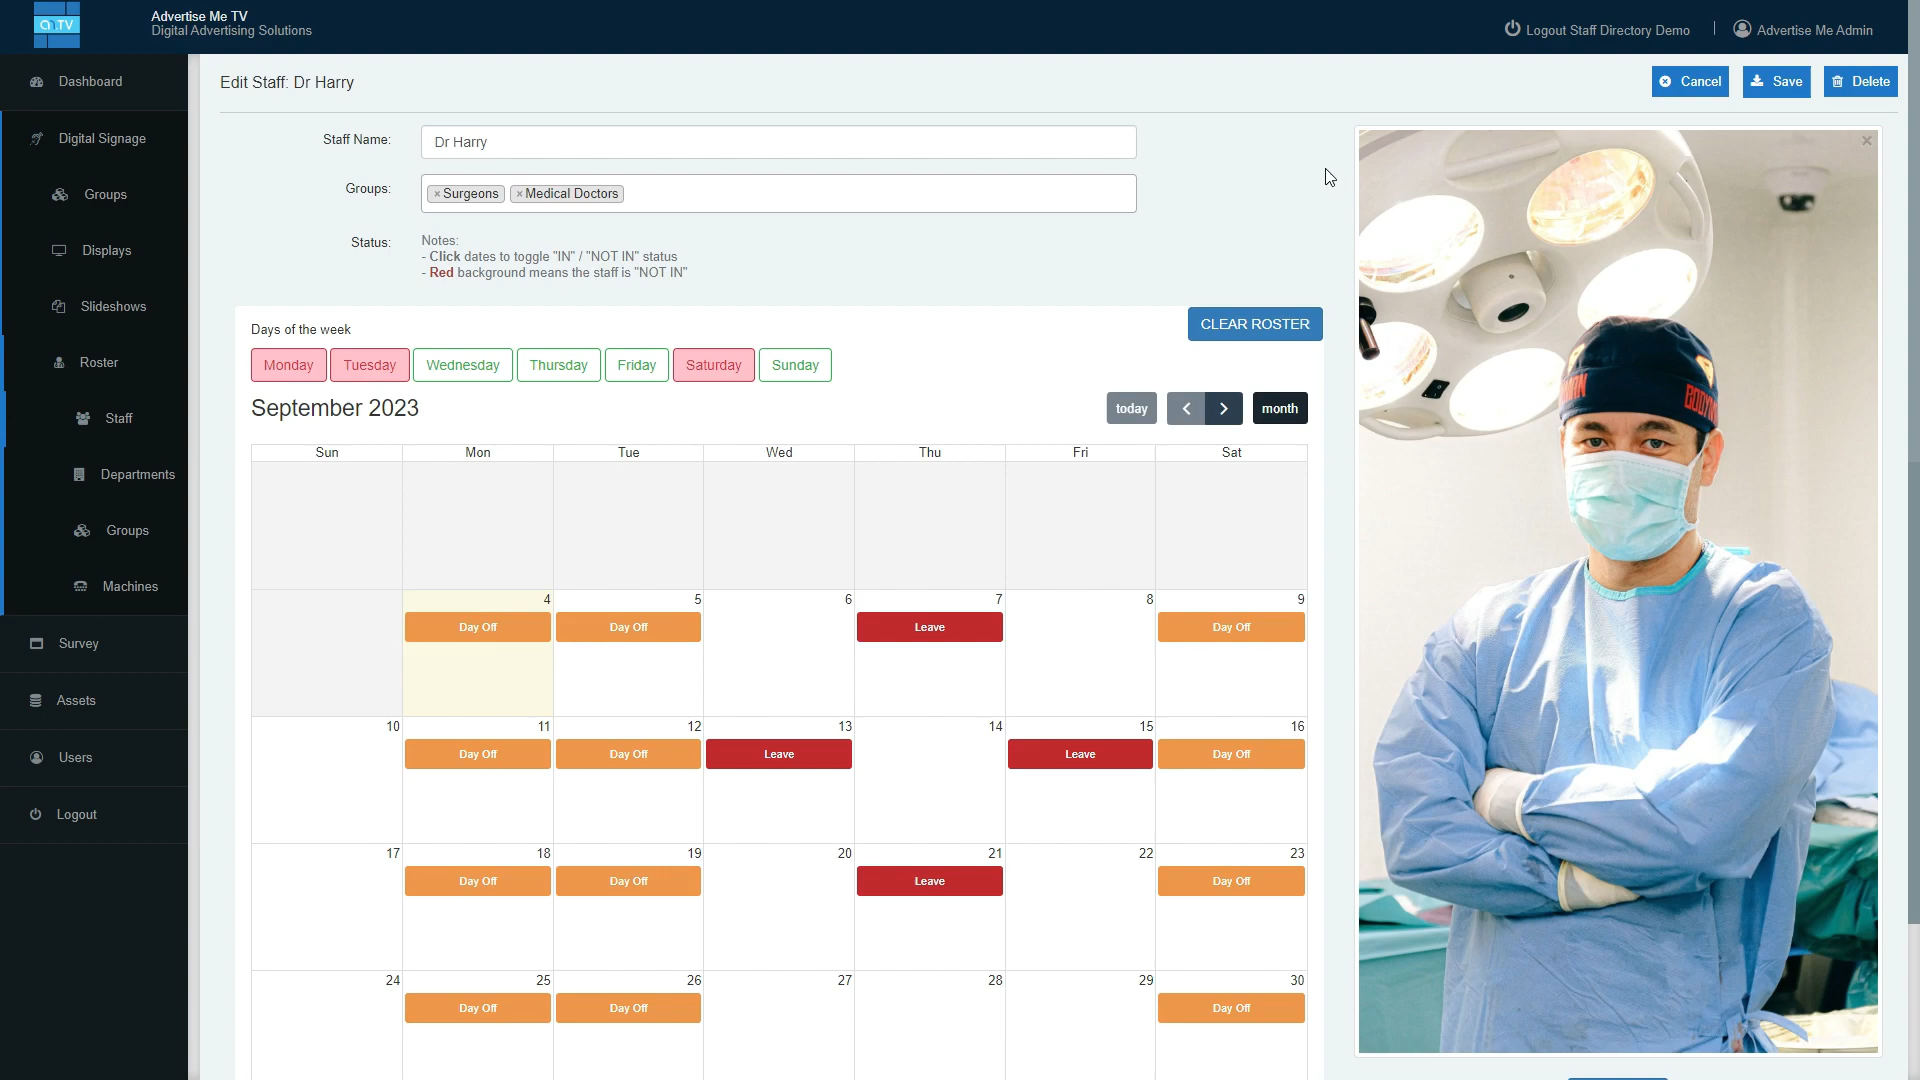 anTV
Advertise Me TV
Digital Advertising Solutions
Logout Staff Directory Demo
Advertise Me Admin
Dashboard
Digital Signage
Groups
Displays
Slideshows
Roster
Staff
Departments
Groups
Machines
Survey
Assets
Users
Logout
Edit Staff: Dr Harry
Cancel
Save
Delete
Staff Name:
Dr Harry
Groups:
× Surgeons × Medical Doctors
Status:
Notes:
- Click dates to toggle "IN" / "NOT IN" status
- Red background means the staff is "NOT IN"
CLEAR ROSTER
Days of the week
Monday Tuesday Wednesday Thursday Friday Saturday Sunday
September 2023
today
month
Sun Mon Tue Wed Thu Fri Sat
4 5 6 7 8 9
Day Off Day Off Leave Day Off
10 11 12 13 14 15 16
Day Off Day Off Leave Leave Day Off
17 18 19 20 21 22 23
Day Off Day Off Leave Day Off
24 25 26 27 28 29 30
Day Off Day Off Day Off